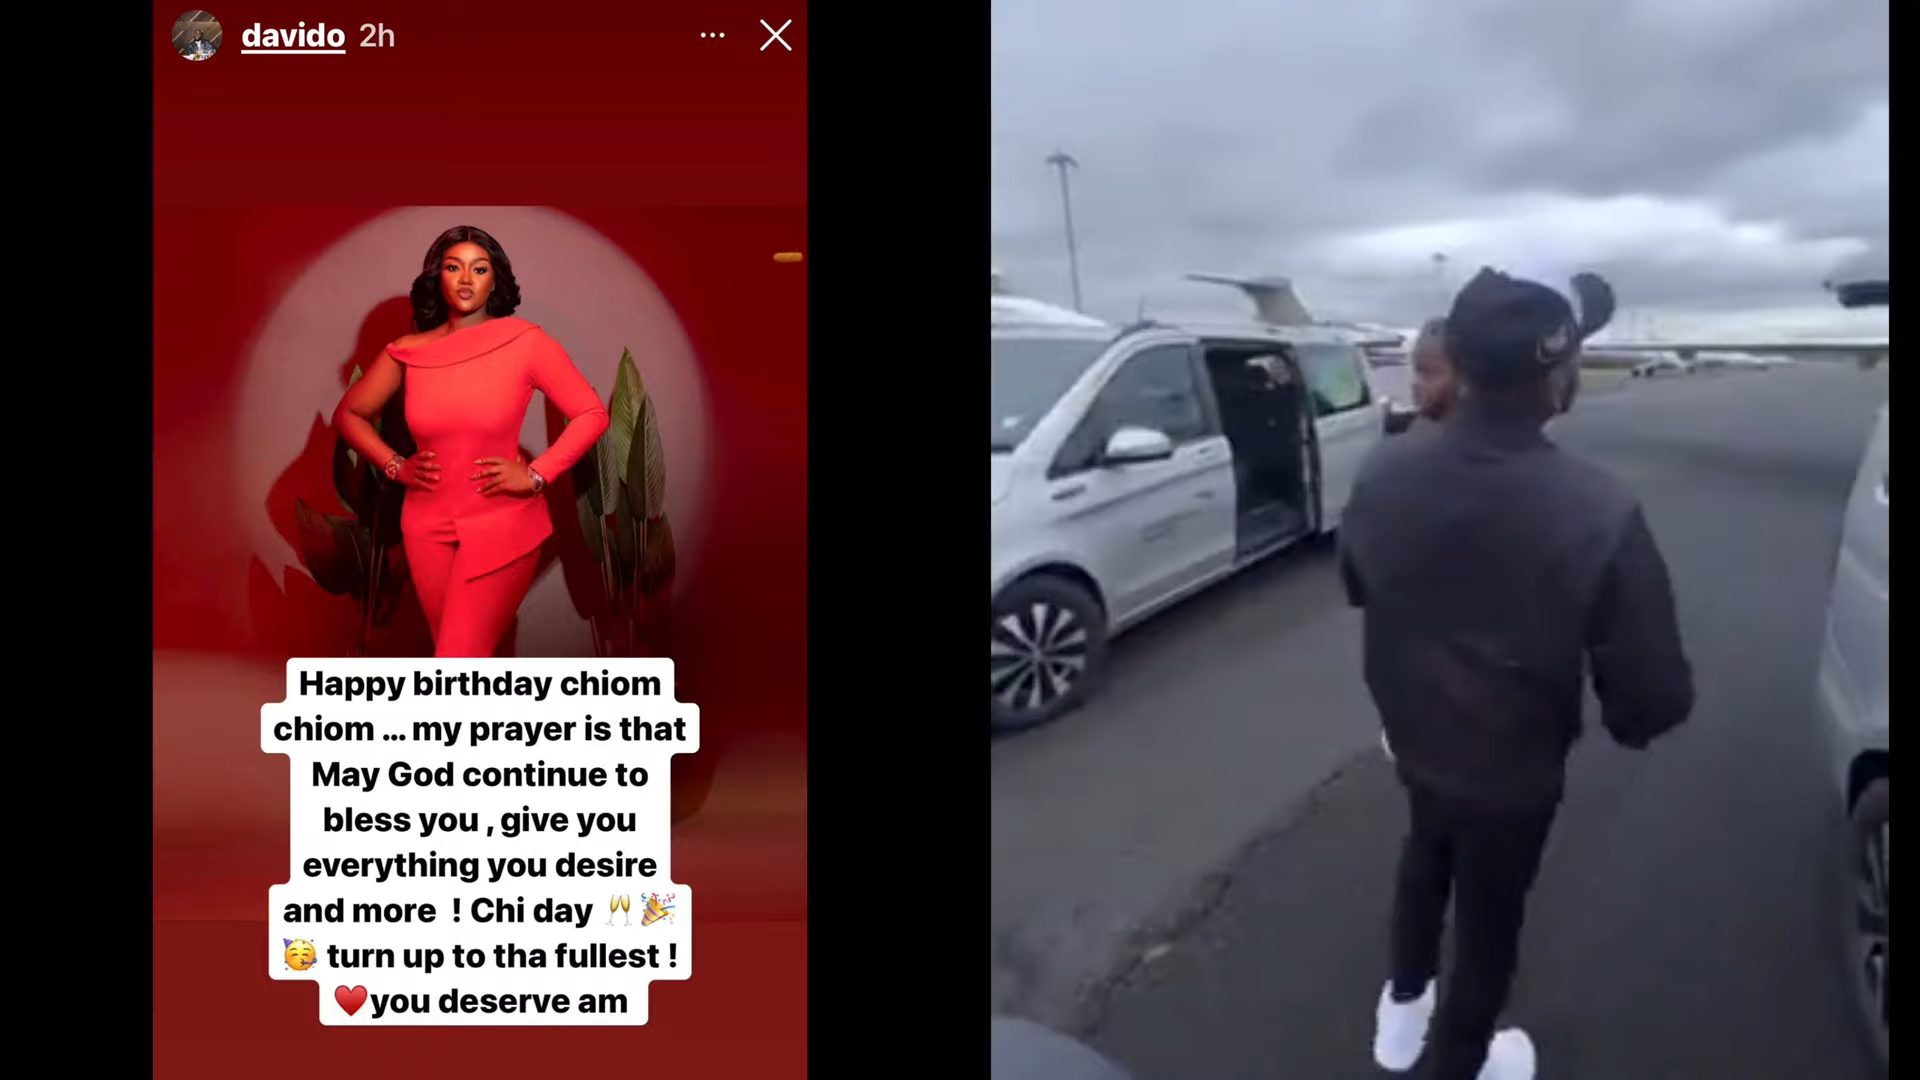 davido 2h
Happy birthday chiom
chiom ... my prayer is that
May God continue to
bless you , give you
everything you desire
and more ! Chi day 🥂🎉
🥳 turn up to tha fullest !
♥️you deserve am